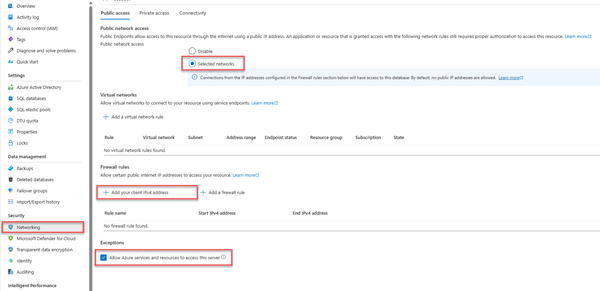 Overview
Activity log
Access control (IAM)
Tags
Diagnose and solve problems
Quick start
Settings
Azure Active Directory
SQL databases
SQL elastic pools
DTU quota
Properties
Locks
Data management
Backups
Deleted databases
Failover groups
Import/Export history
Security
Networking
Microsoft Defender for Cloud
Transparent data encryption
Identity
Auditing
Intelligent Performance
Public access Private access Connectivity
Public network access
Public Endpoints allow access to this resource through the internet using a public IP address. An application or resource that is granted access with the following network rules still requires proper authorization to access this resource. Learn more
Public network access
Disable
Selected networks
Connections from the IP addresses configured in the Firewall rules section below will have access to this database. By default, no public IP addresses are allowed. Learn more
Virtual networks
Allow virtual networks to connect to your resource using service endpoints. Learn more
+ Add a virtual network rule
Rule Virtual network Subnet Address range Endpoint status Resource group Subscription State
No virtual network rules found.
Firewall rules
Allow certain public internet IP addresses to access your resource. Learn more
+ Add your client IPv4 address + Add a firewall rule
Rule name Start IPv4 address End IPv4 address
No firewall rule found.
Exceptions
Allow Azure services and resources to access this server